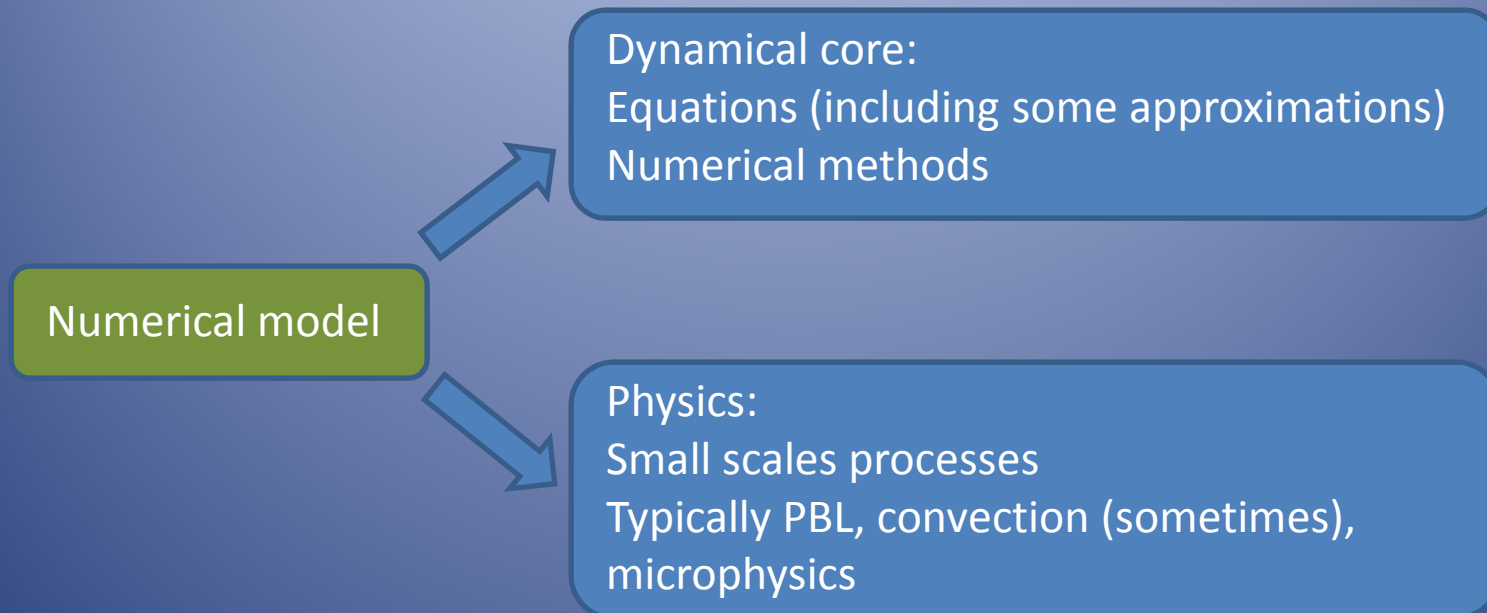 Dynamical core:
Equations (including some approximations)
Numerical methods
Numerical model
Physics:
Small scales processes
Typically PBL, convection (sometimes),
microphysics